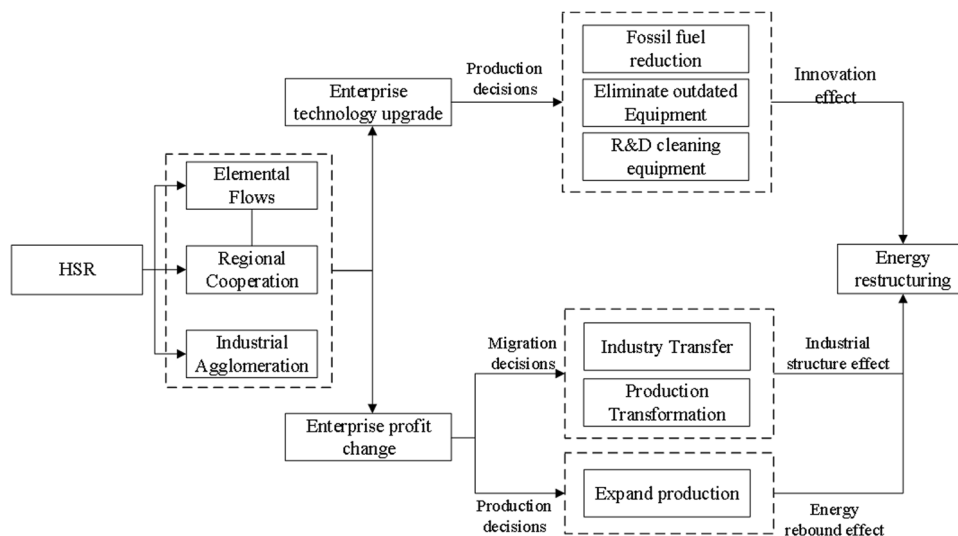 HSR
Elemental
Flows
Regional
Cooperation
Industrial
Agglomeration
Enterprise
technology upgrade
Enterprise profit
change
Production
decisions
Fossil fuel
reduction
Eliminate outdated
Equipment
R&D cleaning
equipment
Innovation
effect
Migration
decisions
Industry Transfer
Production
Transformation
Industrial
structure effect
Production
decisions
Expand production
Energy
rebound effect
Energy
restructuring